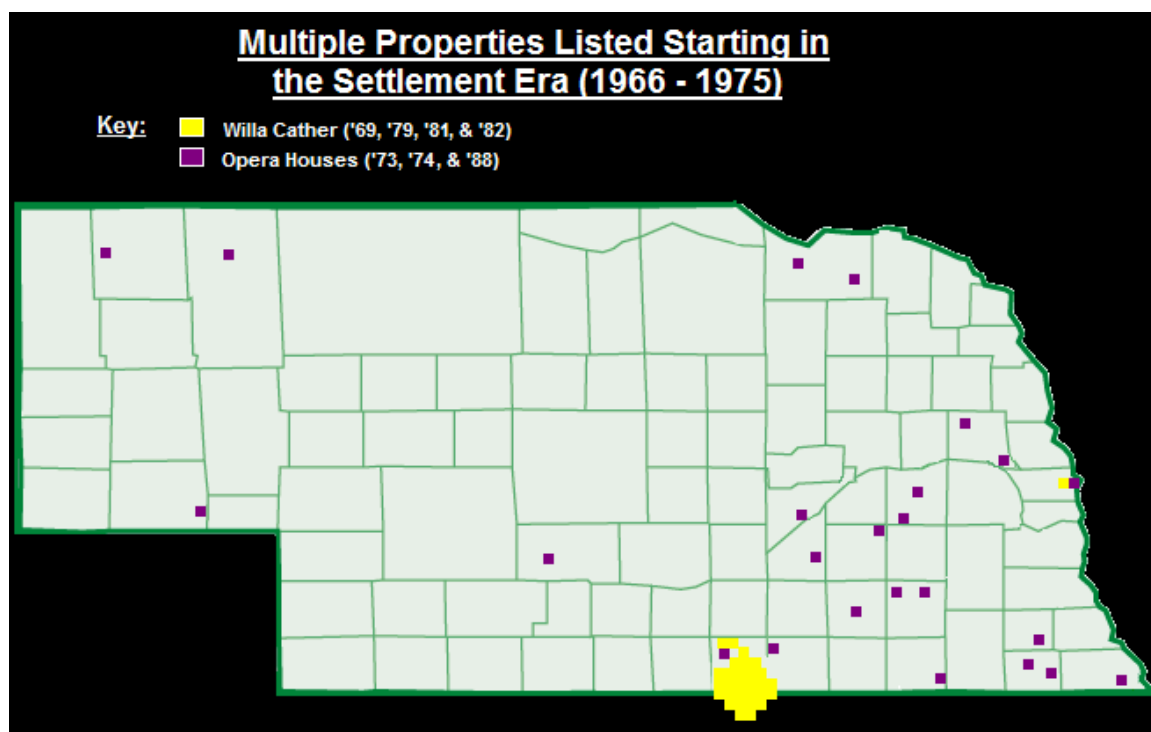 Multiple Properties Listed Starting in
the Settlement Era (1966 - 1975)
Key:
Willa Cather ('69, '79, '81, & '82)
Opera Houses ('73, '74, & '88)